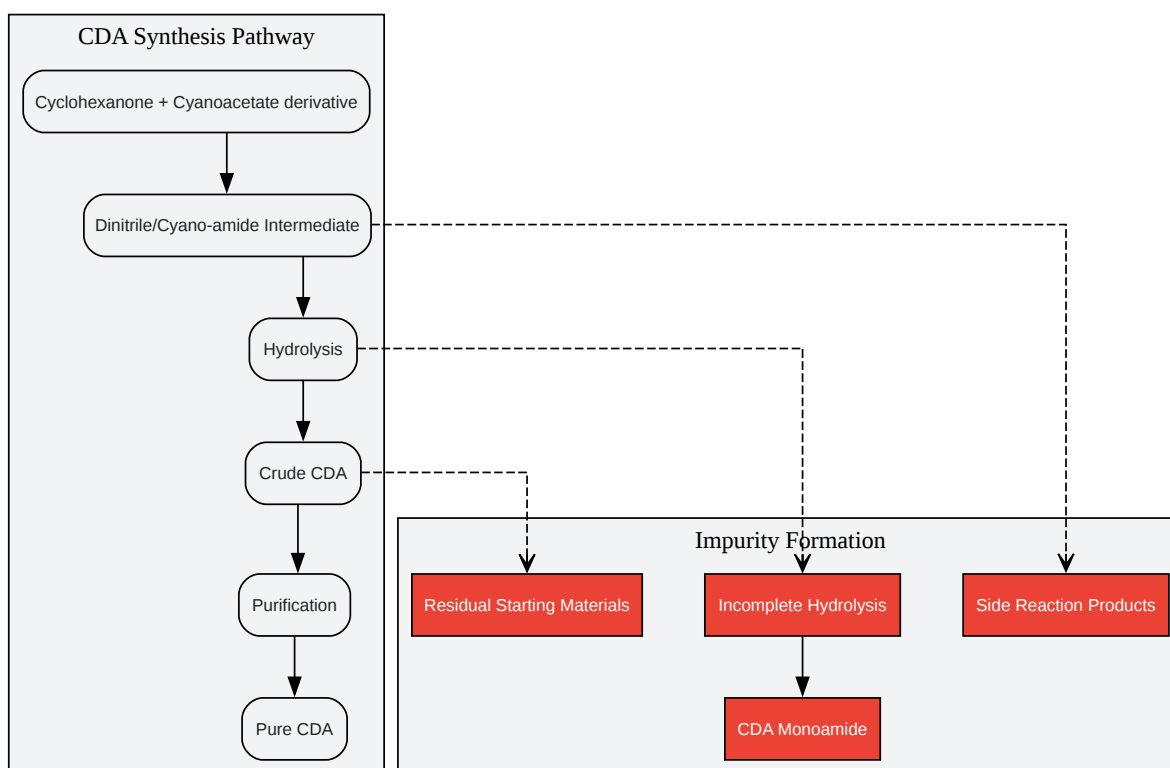 CDA Synthesis Pathway
Cyclohexanone + Cyanoacetate derivative
Dinitrile/Cyano-amide Intermediate
Hydrolysis
Crude CDA
Purification
Pure CDA
Impurity Formation
Residual Starting Materials
Incomplete Hydrolysis
Side Reaction Products
CDA Monoamide